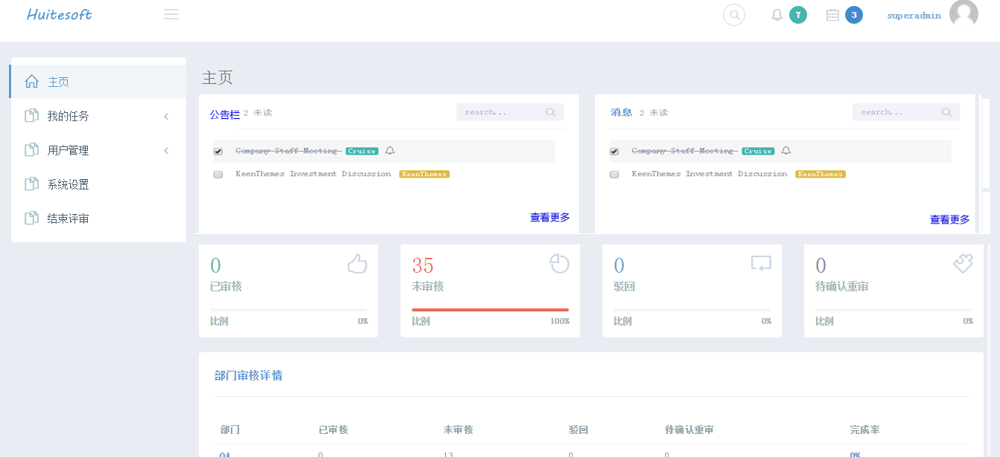 Huitesoft
7 3 superadmin
主页
我的任务
用户管理
系统设置
结束评审
主页
公告栏 2 未读 search...
Company Staff Meeting Cruise
KeenThemes Investment Discussion KeenThemes
查看更多
消息 2 未读 search...
Company Staff Meeting Cruise
KeenThemes Investment Discussion KeenThemes
查看更多
0
已审核
比例 0%
35
未审核
比例 100%
0
驳回
比例 0%
0
待确认重审
比例 0%
部门审核详情
部门 已审核 未审核 驳回 待确认重审 完成率
0 13 0 0 0%